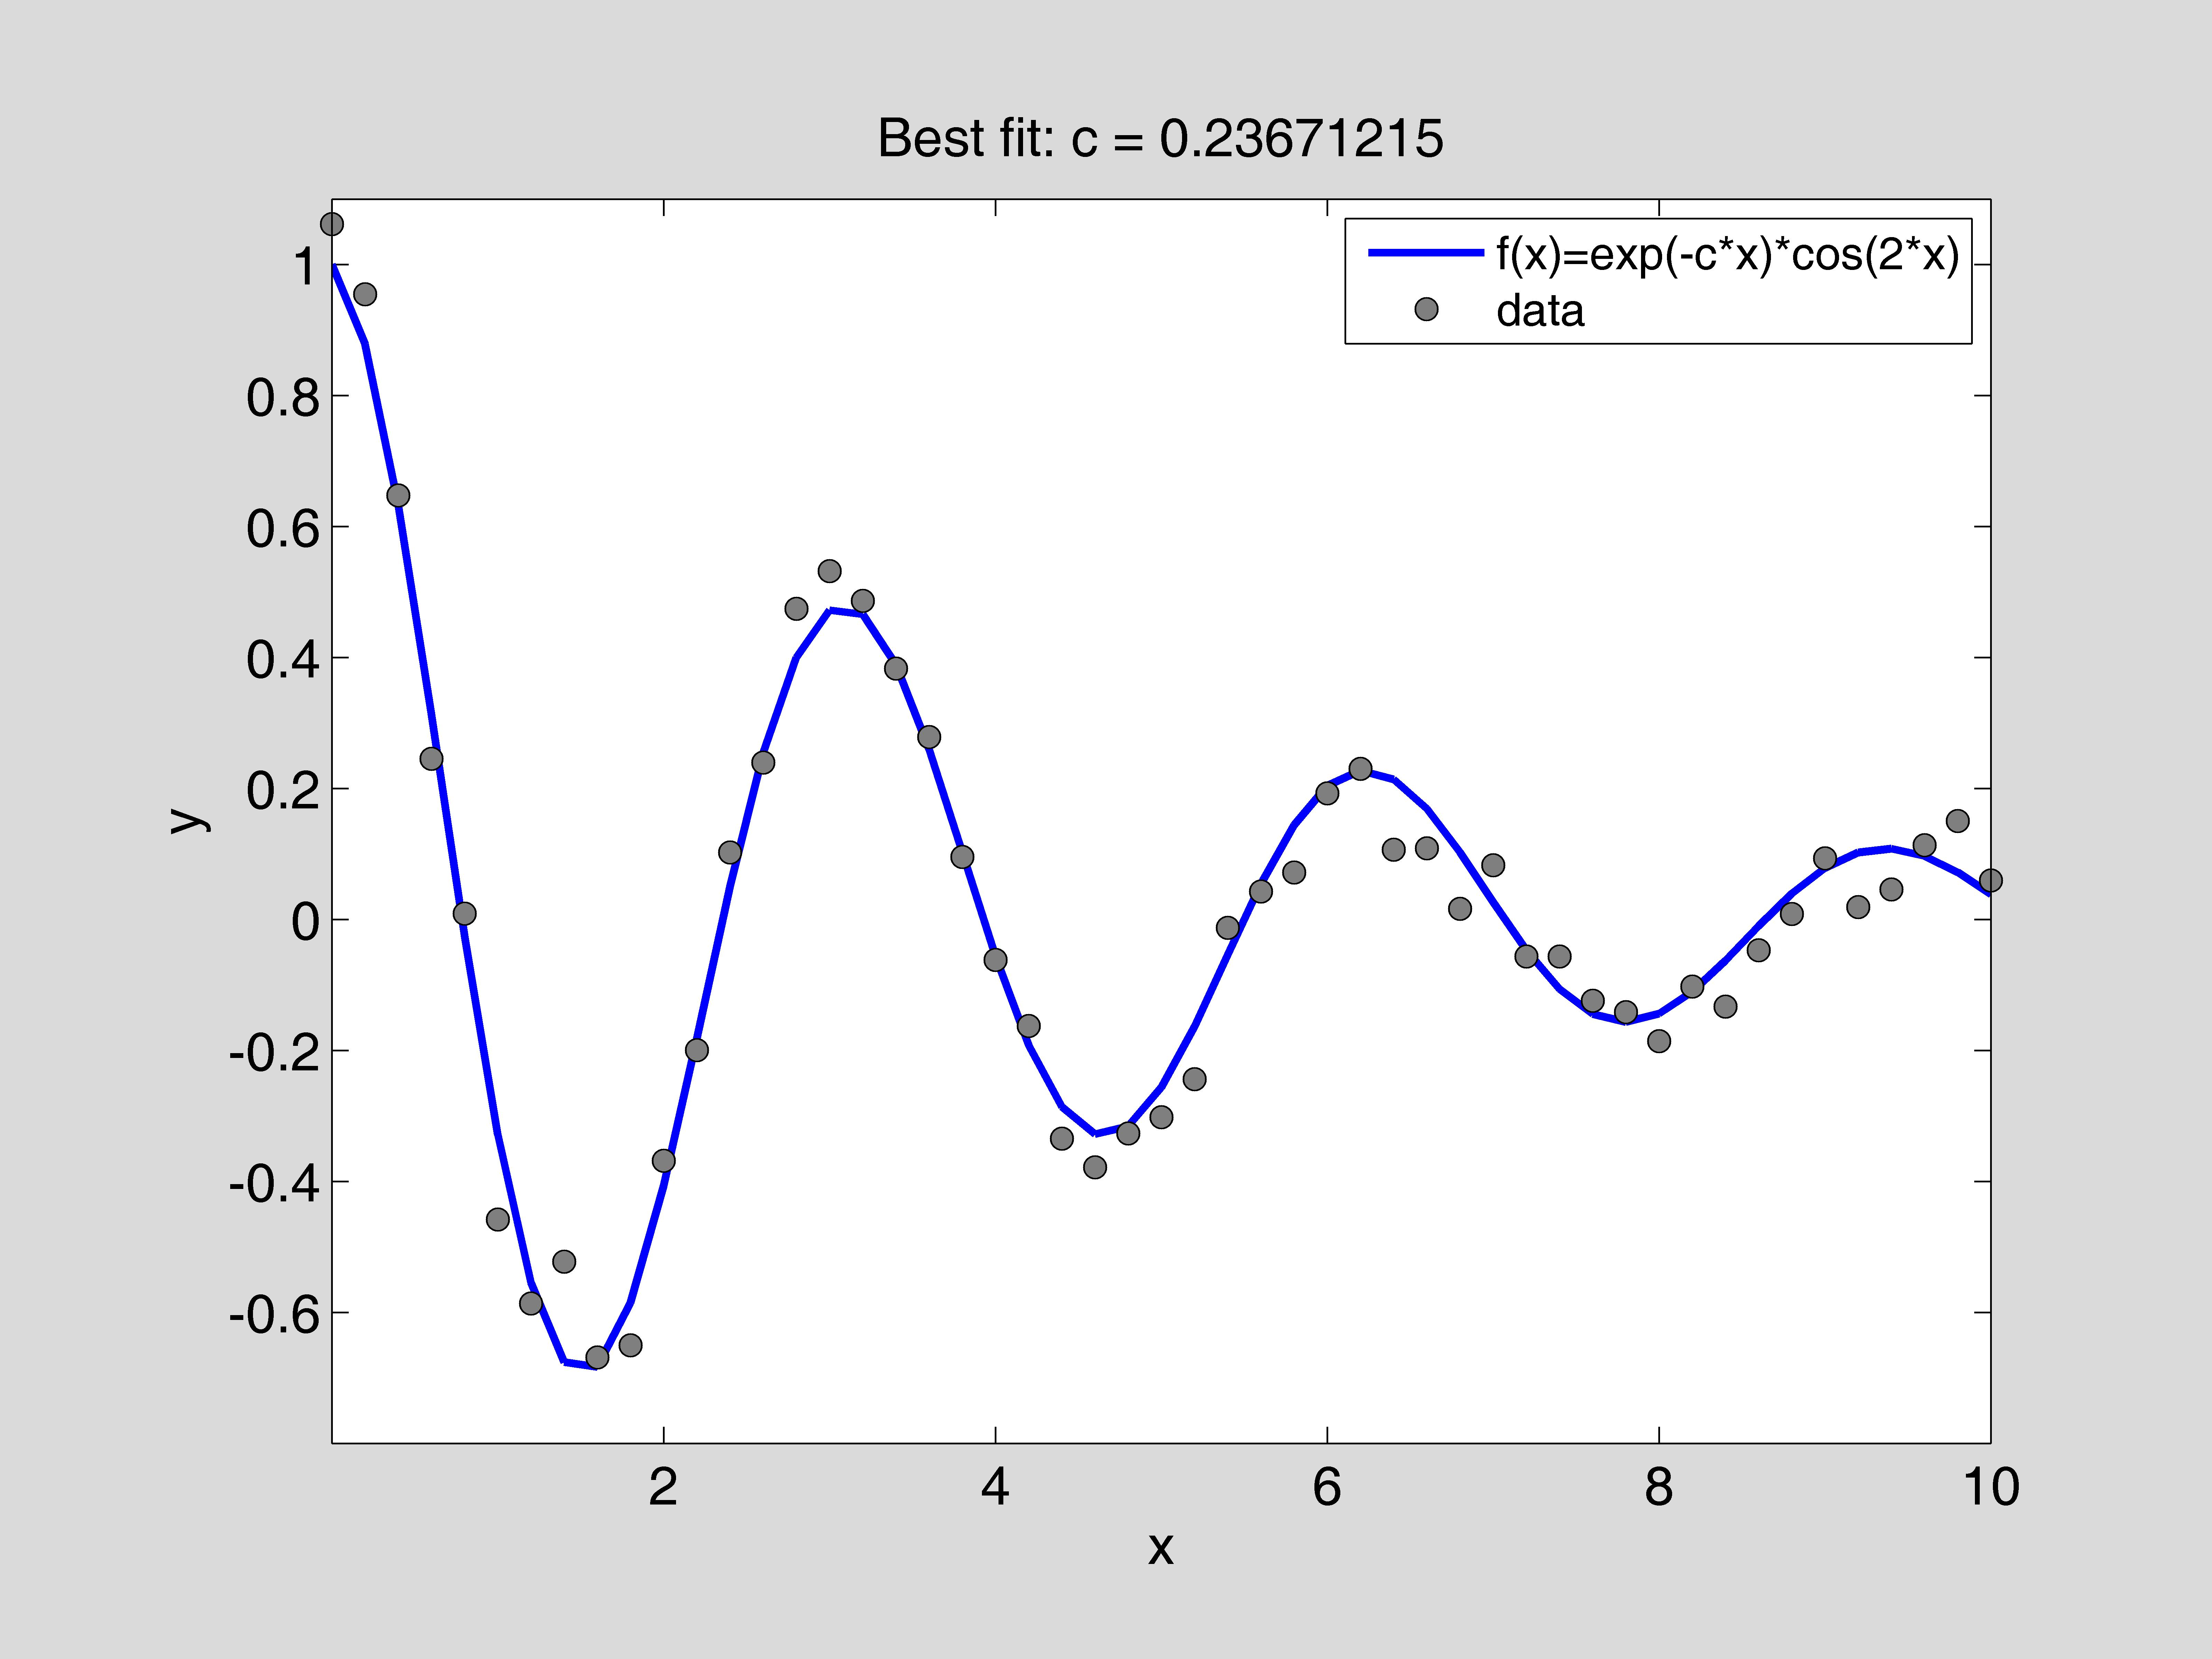 Best fit: c = 0.23671215
f(x)=exp(-c*x)*cos(2*x)
data
1
0.8
0.6
0.4
0.2
0
-0.2
-0.4
-0.6
y
2 4 6 8 10
x